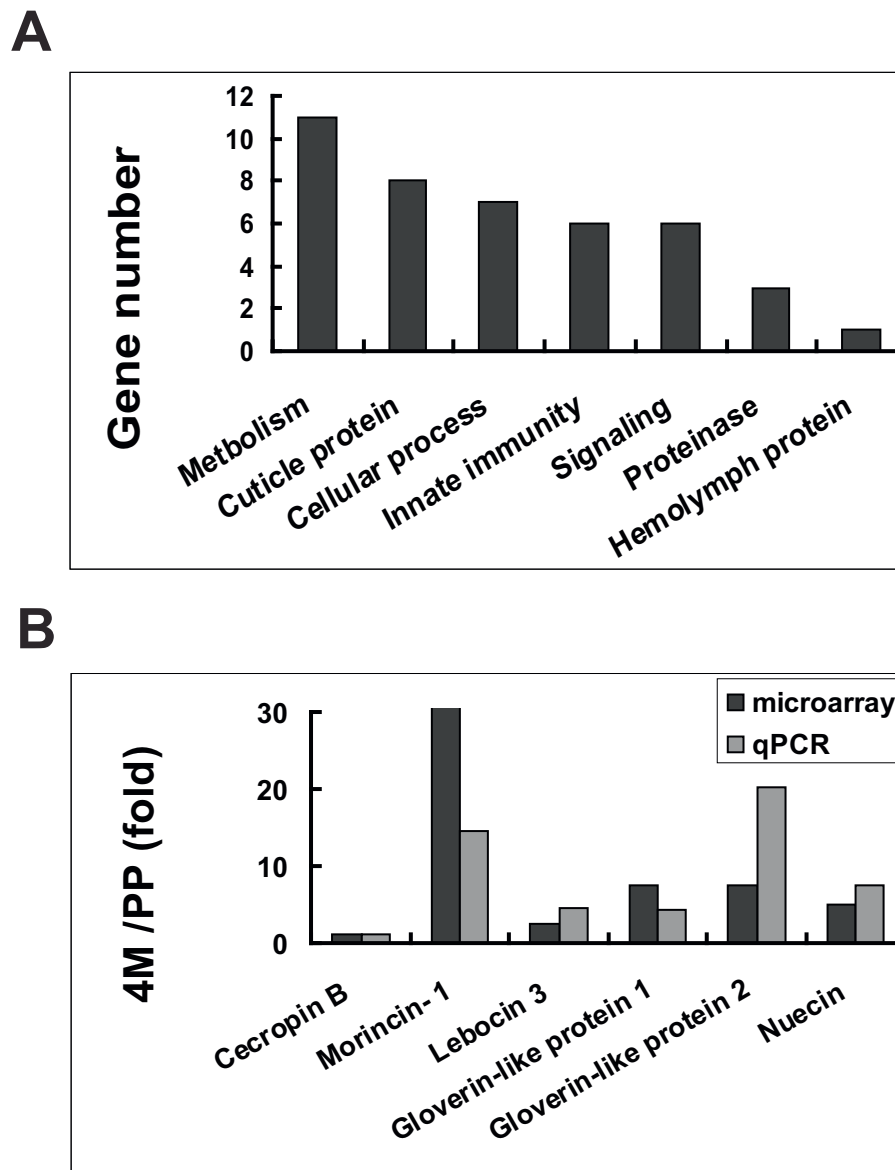 A
Gene number
12
10
8
6
4
2
0
Metbolism
Cuticle protein
Cellular process
Innate immunity
Signaling
Proteinase
Hemolymph protein
B
4M /PP (fold)
30
20
10
0
microarray
qPCR
Cecropin B
Morincin- 1
Lebocin 3
Gloverin-like protein 1
Gloverin-like protein 2
Nuecin